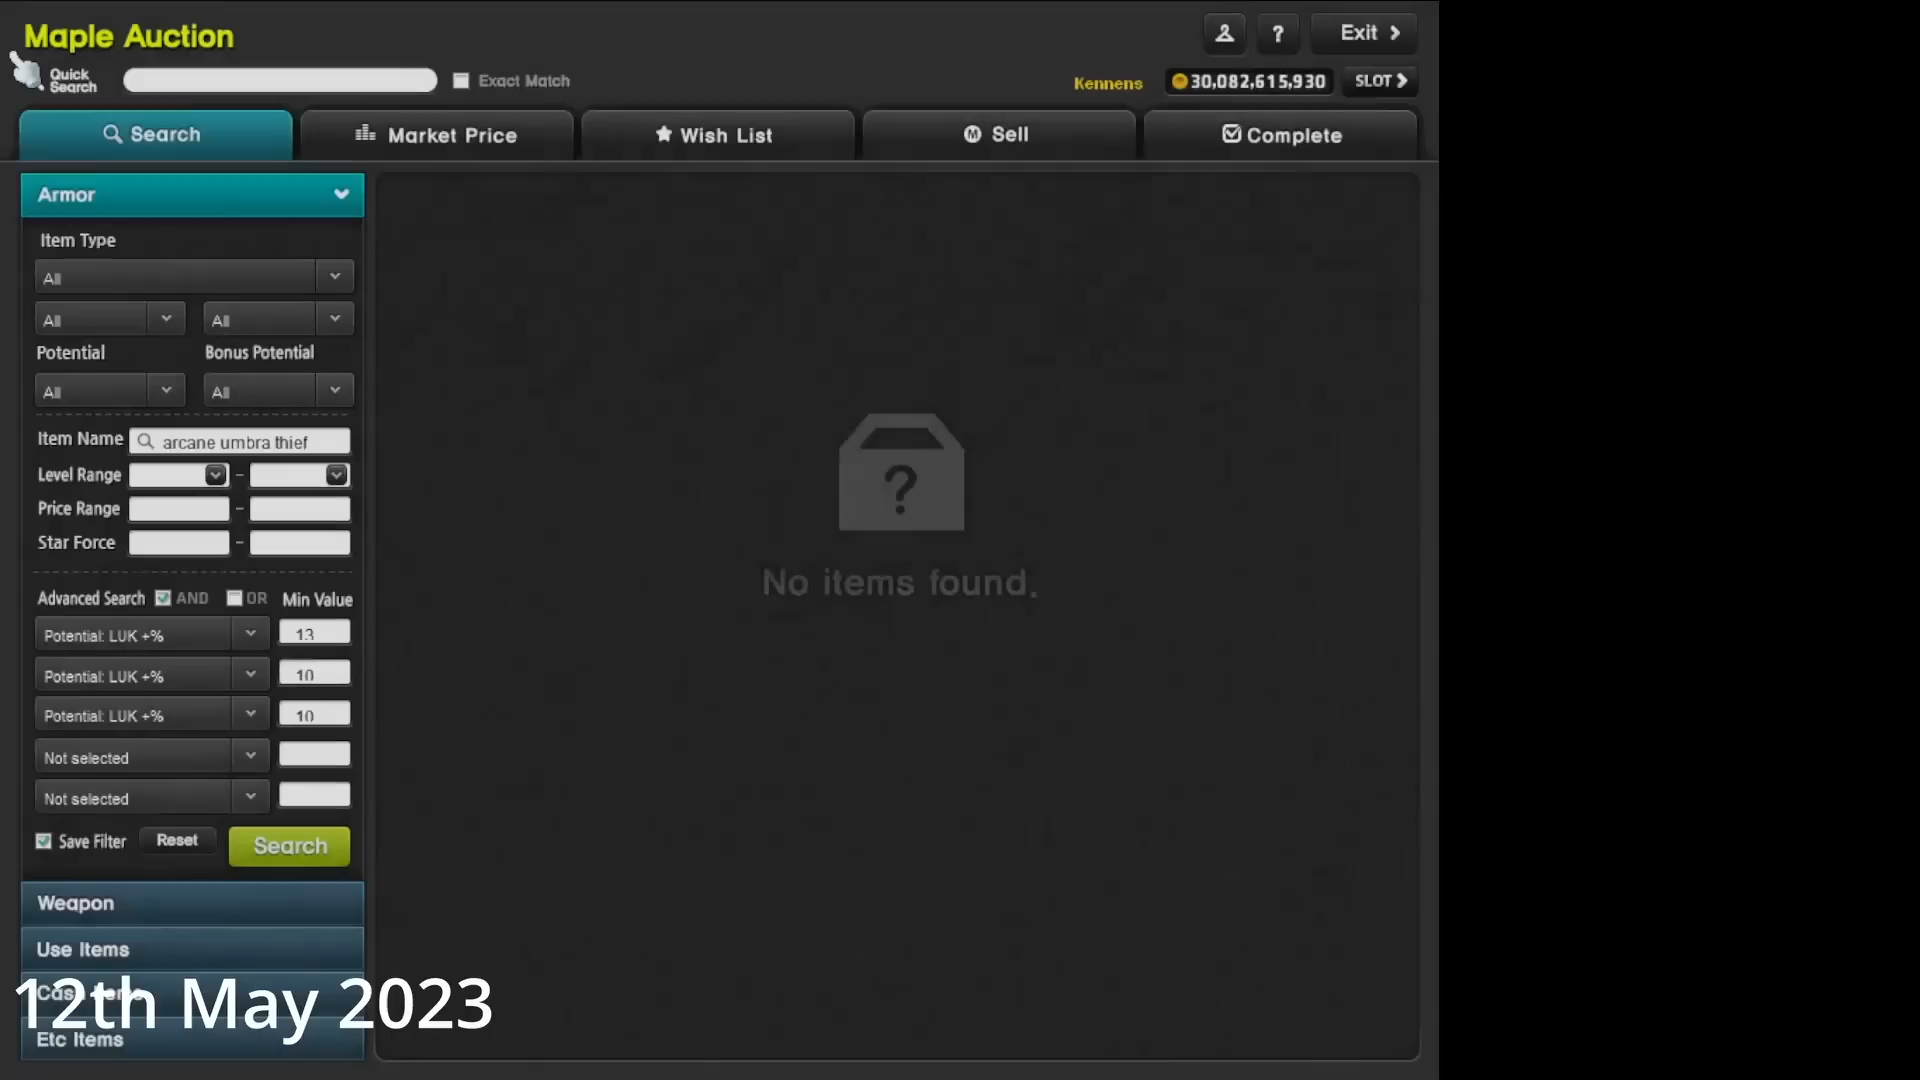 Maple Auction
? Exit
Quick Search
Exact Match
Kennens 30,082,615,930 SLOT
Search Market Price Wish List Sell Complete
Armor
Item Type
All
All All
Potential Bonus Potential
All All
Item Name arcane umbra thief
Level Range -
Price Range -
Star Force -
Advanced Search AND OR Min Value
Potential: LUK +% 13
Potential: LUK +% 10
Potential: LUK +% 10
Not selected
Not selected
Save Filter Reset Search
?
No items found.
Weapon
Use Items
Cash Items
12th May 2023
Etc Items